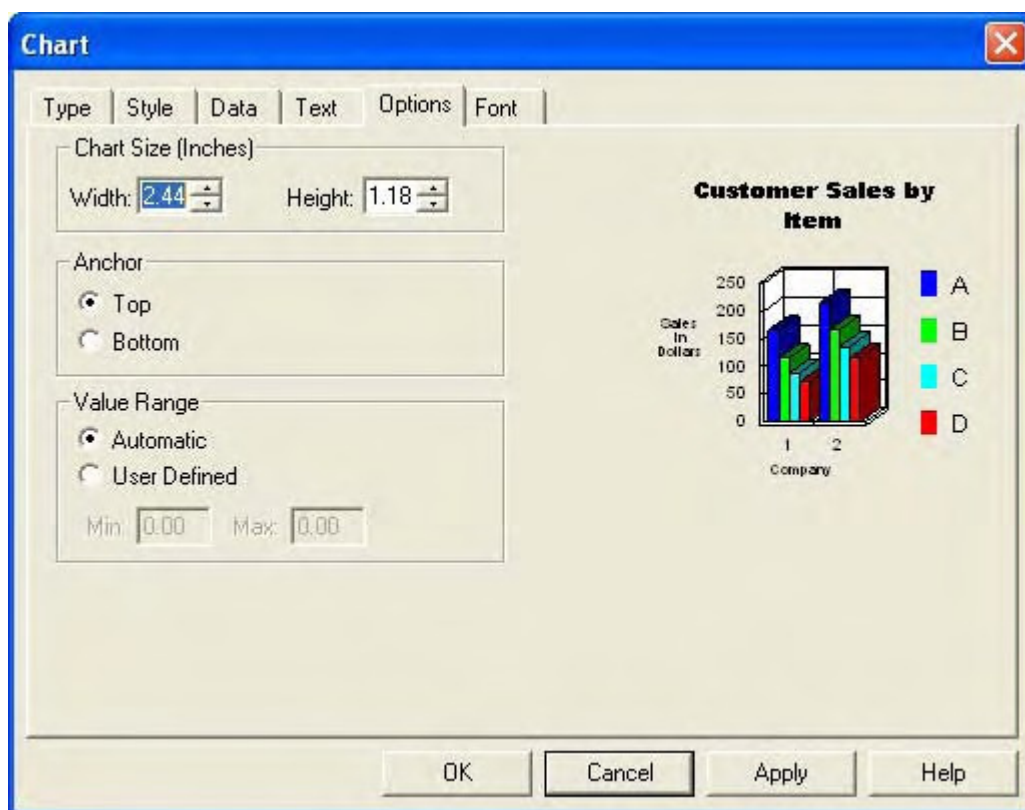 Chart
Type Style Data Text Options Font
Chart Size (Inches)
Width: 2.44 Height: 1.18
Anchor
Top
Bottom
Value Range
Automatic
User Defined
Min: 0.00 Max: 0.00
Customer Sales by
Item
250
200
150
100
50
0
Sales
In
Dollars
1 2
Company
A
B
C
D
OK Cancel Apply Help